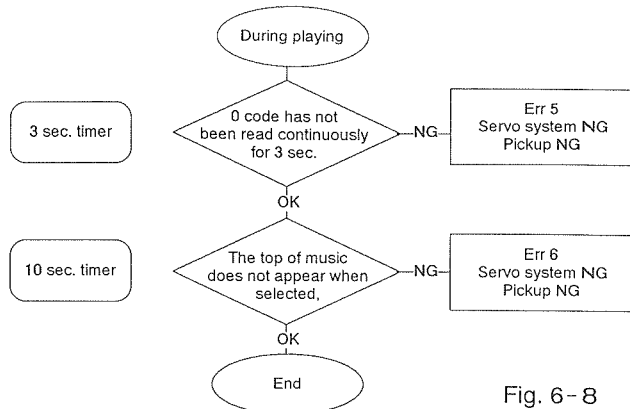 During playing
3 sec. timer
0 code has not
been read continuously
for 3 sec.
NG
Err 5
Servo system NG
Pickup NG
OK
10 sec. timer
The top of music
does not appear when
selected,
NG
Err 6
Servo system NG
Pickup NG
OK
End
Fig. 6-8